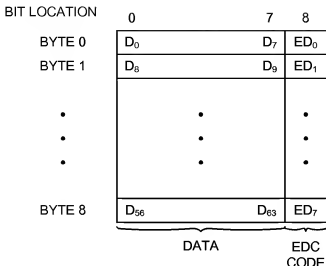 BIT LOCATION 0 7 8
BYTE 0 D0 D7 ED0
BYTE 1 D8 D9 ED1
BYTE 8 D56 D63 ED7
DATA EDC
CODE